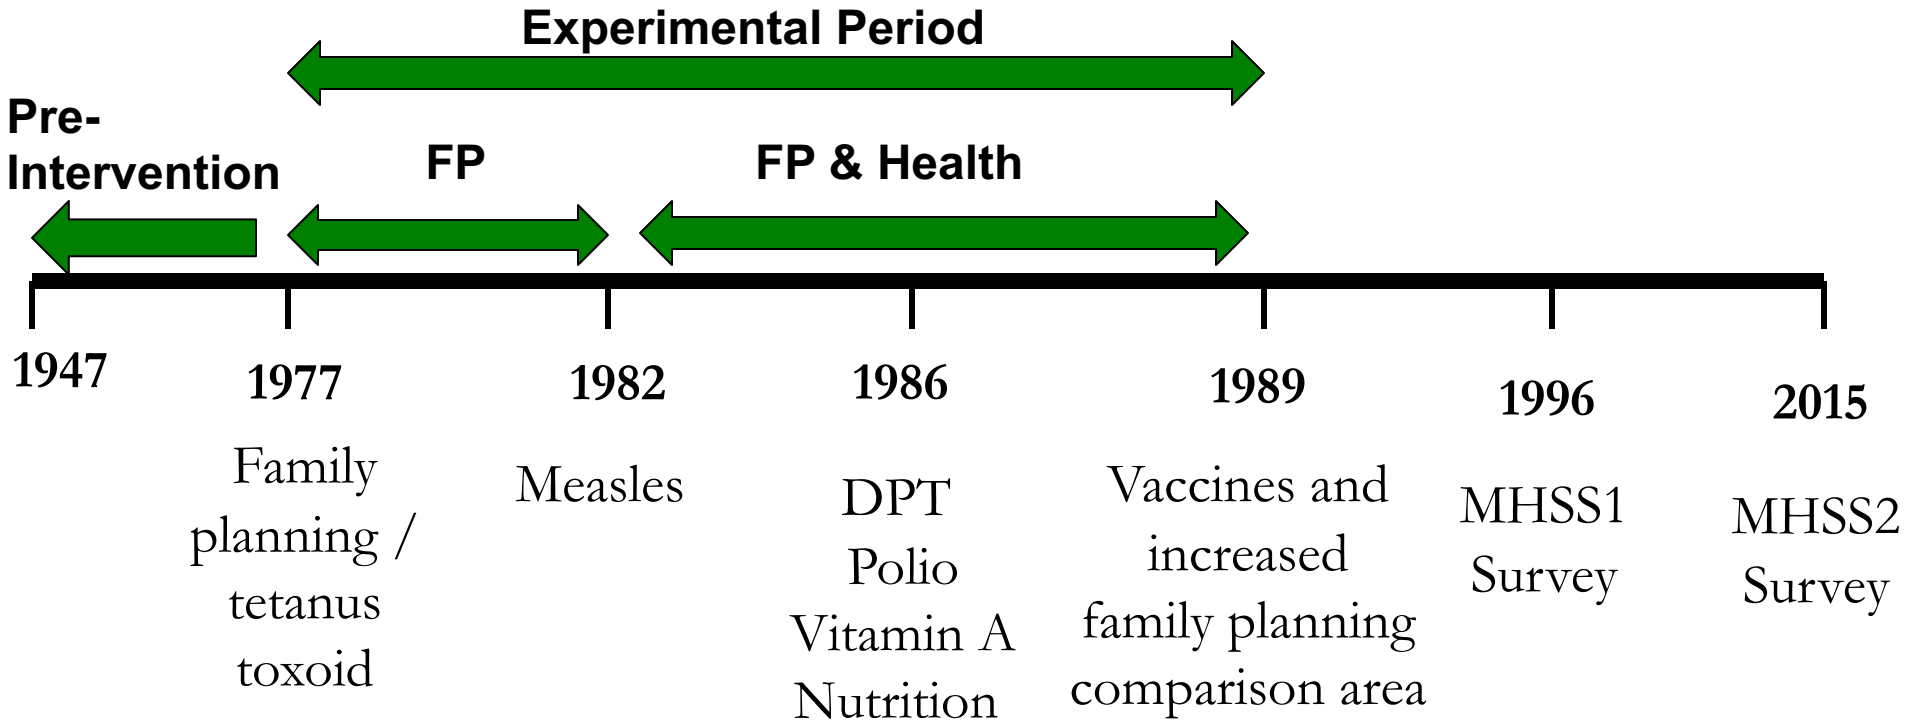 Experimental Period
Pre-
Intervention
FP
FP & Health
1947
1977
1982
1986
1989
1996
2015
Family
planning /
tetanus
toxoid
Measles
DPT
Polio
Vitamin A
Nutrition
Vaccines and
increased
family planning
comparison area
MHSS1
Survey
MHSS2
Survey